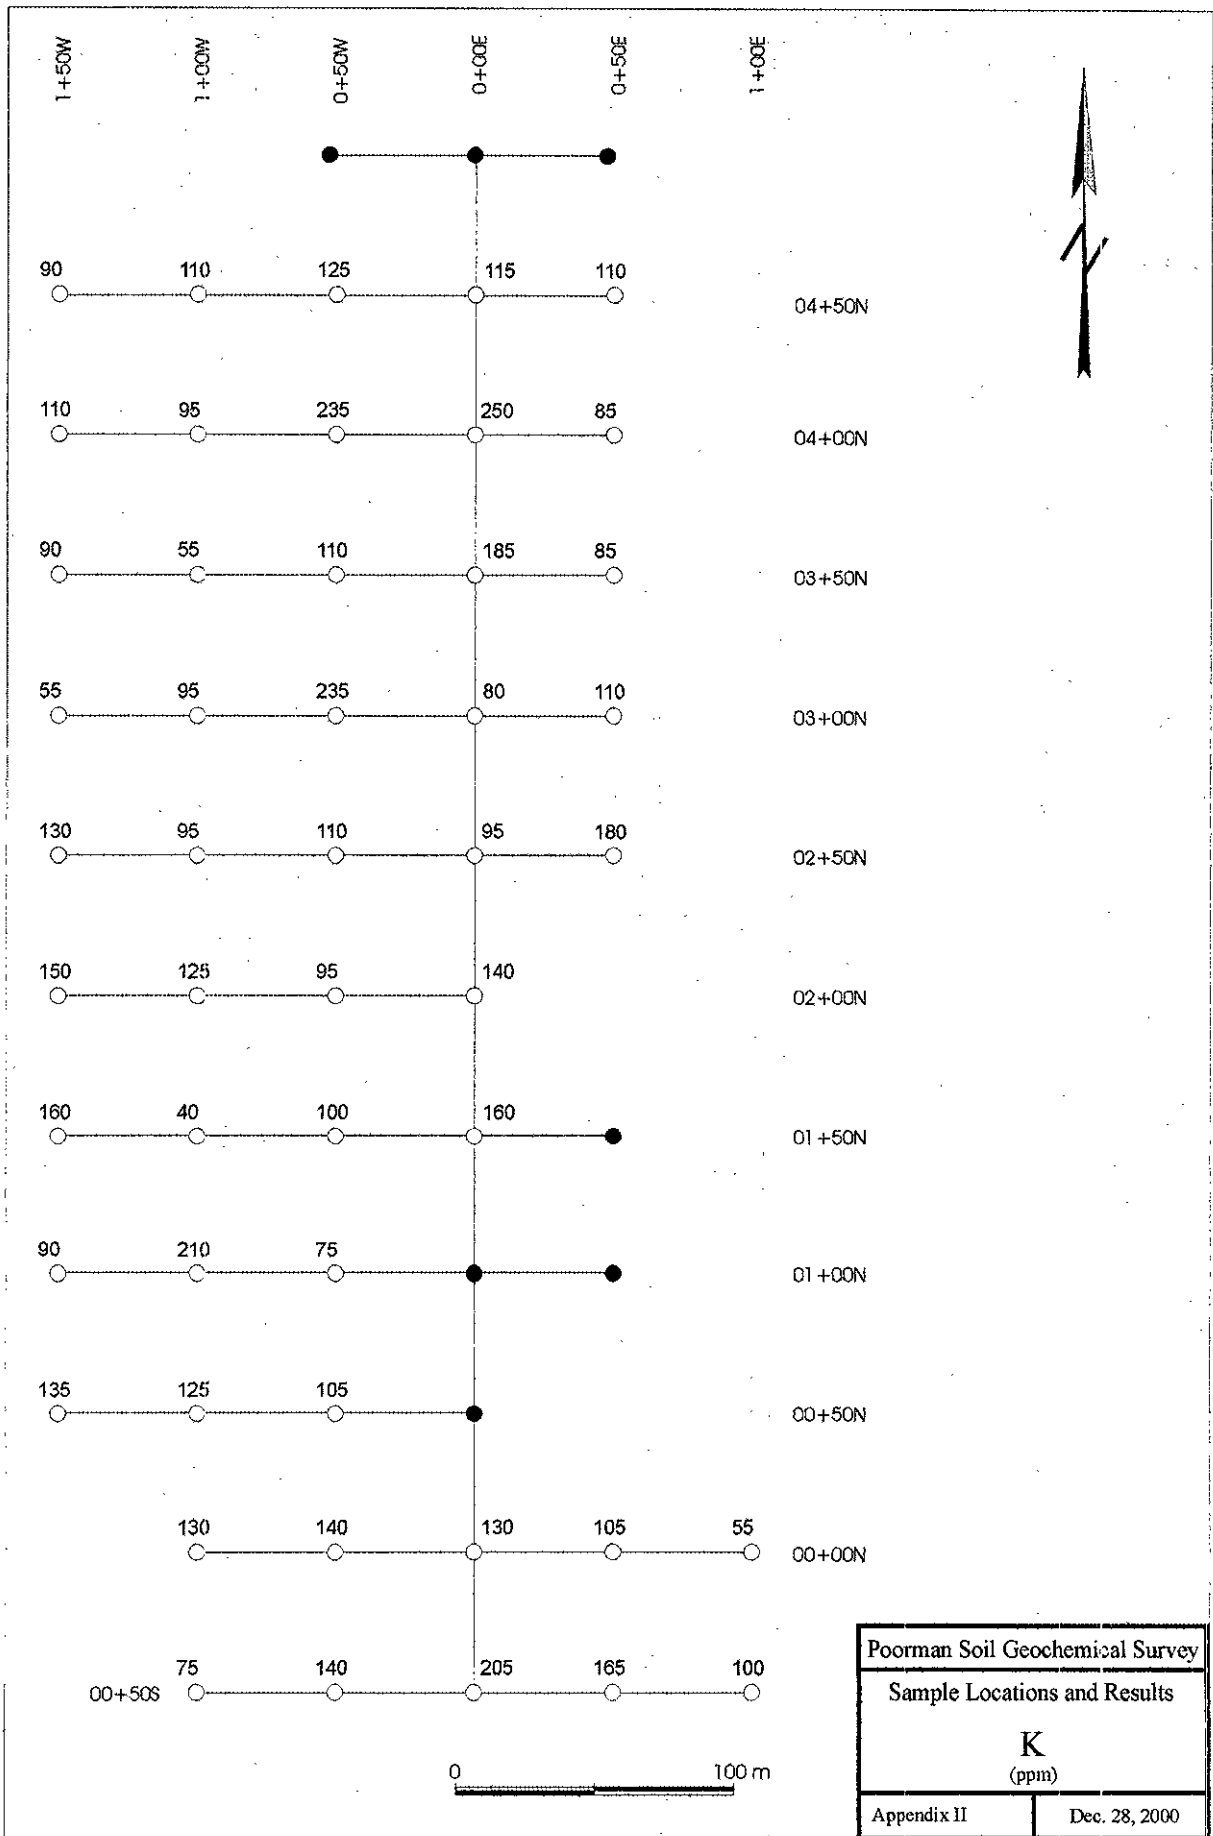 1+50W 1+00W 0+50W 0+00E 0+50E 1+00E
90 110 125 115 110
04+50N
110 95 235 250 85
04+00N
90 55 110 185 85
03+50N
55 95 235 80 110
03+00N
130 95 110 95 180
02+50N
150 125 95 140
02+00N
160 40 100 160
01+50N
90 210 75
01+00N
135 125 105
00+50N
130 140 130 105 55
00+00N
75 140 205 165 100
00+50S
0 100 m
N
Poorman Soil Geochemical Survey
Sample Locations and Results
K
(ppm)
Appendix II
Dec. 28, 2000